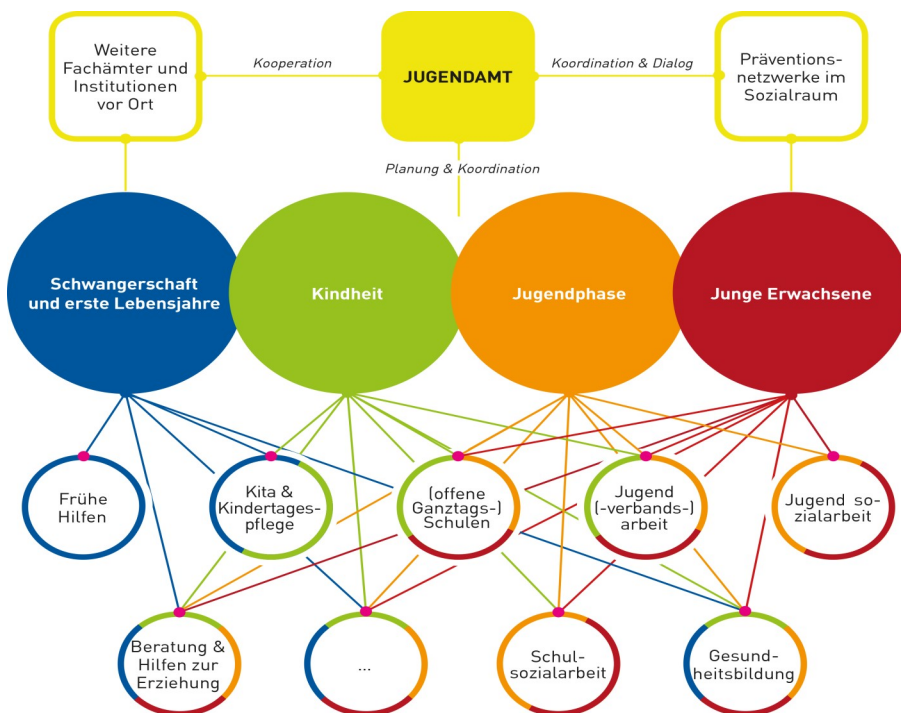 Weitere
Fachämter und
Institutionen
vor Ort
Kooperation
JUGENDAMT
Koordination & Dialog
Präventions-
netzwerke im
Sozialraum
Planung & Koordination
Schwangerschaft
und erste Lebensjahre
Kindheit
Jugendphase
Junge Erwachsene
Frühe
Hilfen
Kita &
Kindertages-
pflege
(offene
Ganztags-)
Schulen
Jugend
(-verbands-)
arbeit
Jugend so-
zialarbeit
Beratung &
Hilfen zur
Erziehung
...
Schul-
sozialarbeit
Gesund-
heitsbildung